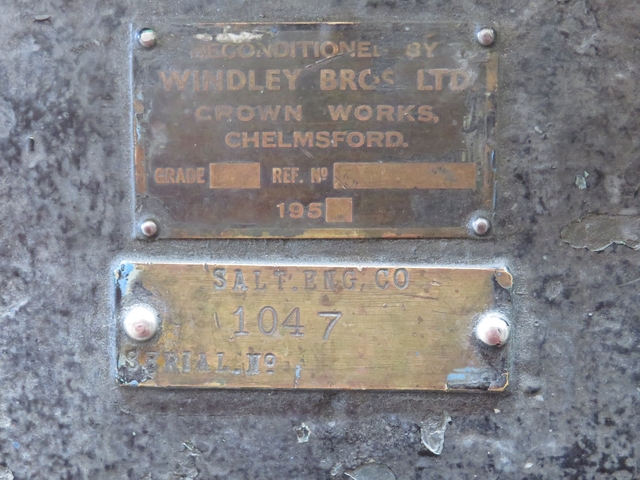 RECONDITIONED BY
WINDLEY BROS LTD
CROWN WORKS,
CHELMSFORD.
GRADE REF. Nº
195
SALT. ENG. CO
1047
SERIAL. Nº